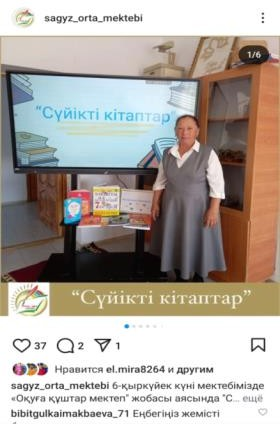 sagyz_orta_mektebi
1/6
“Сүйікті кітаптар”
“Сүйікті кітаптар”
37 2 1
Нравится el.mira8264 и другим
sagyz_orta_mektebi 6-қыркүйек күні мектебімізде
«Оқуға құштар мектеп” жобасы аясында "С... ещё
bibitgulkaimakbaeva_71 Еңбегіңіз жемісті